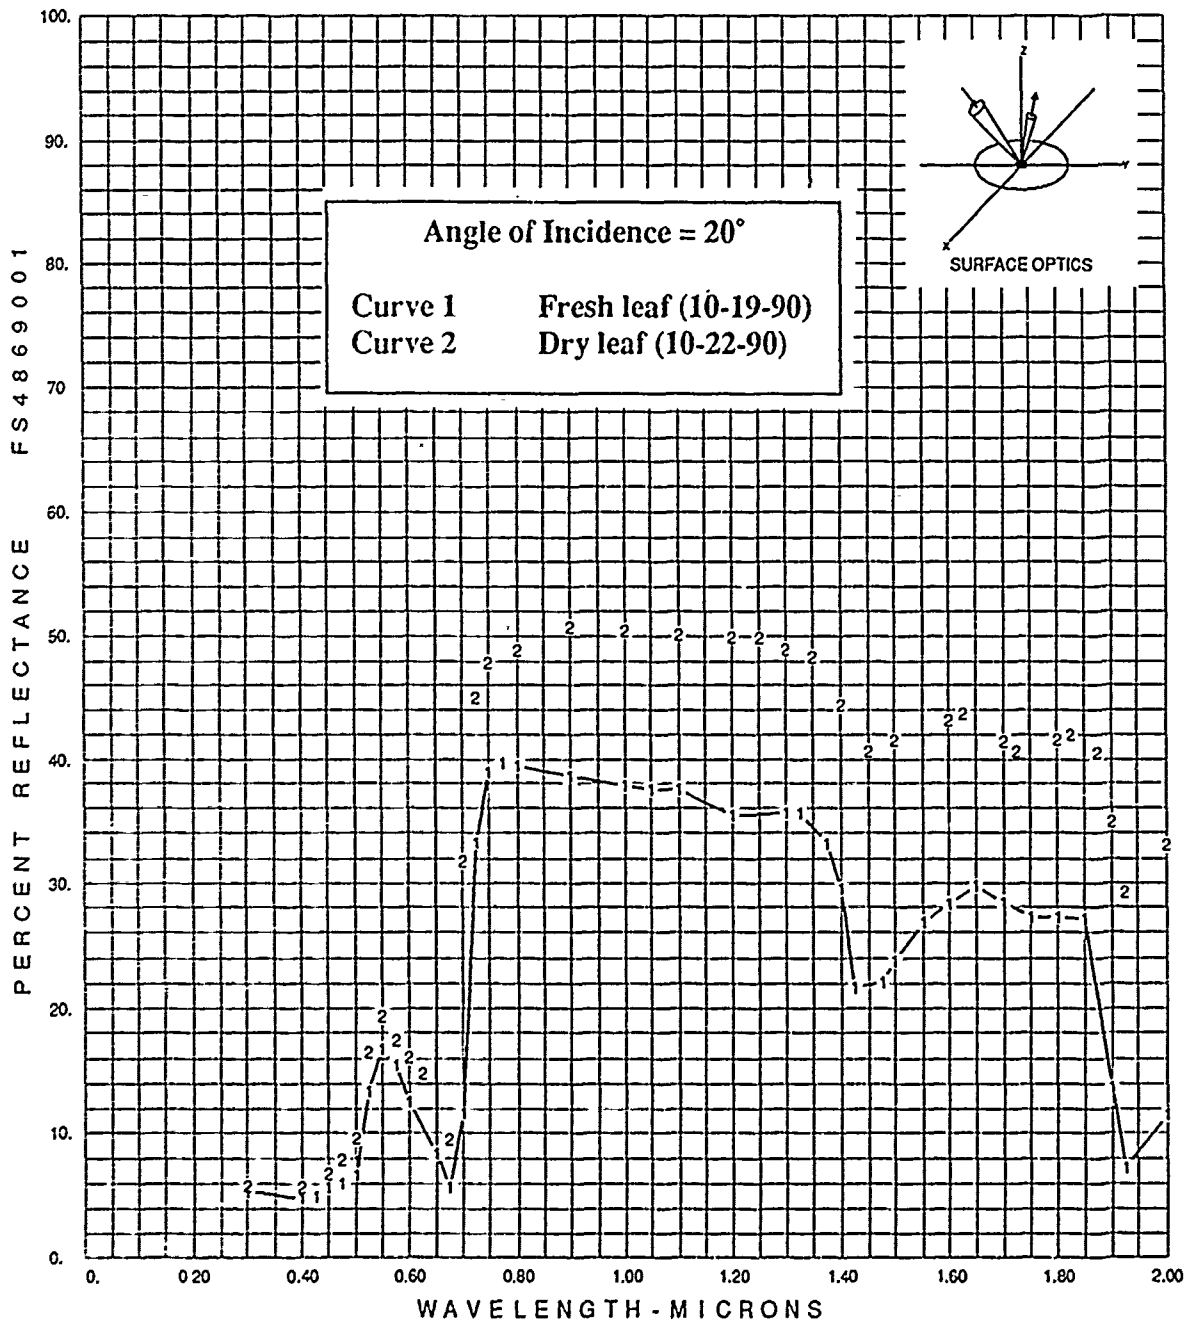 100.
90.
80.
70
60.
50.
40.
30.
20.
10.
0.
PERCENT REFLECTANCE FS4869001
Z
Y
X
SURFACE OPTICS
Angle of Incidence = 20°
Curve 1 Fresh leaf (10-19-90)
Curve 2 Dry leaf (10-22-90)
0. 0 20 0.40 0.60 0.80 1.00 1.20 1.40 1.60 1.80 2.00
WAVELENGTH - MICRONS